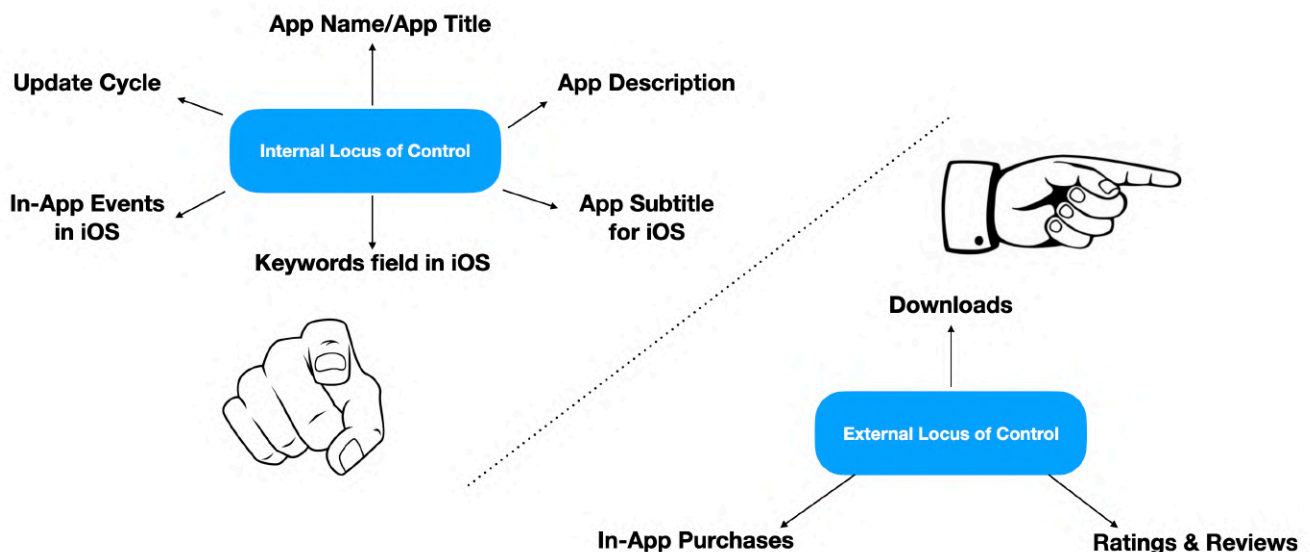 App Name/App Title
Update Cycle
App Description
Internal Locus of Control
In-App Events
in iOS
App Subtitle
for iOS
Keywords field in iOS
Downloads
External Locus of Control
In-App Purchases
Ratings & Reviews